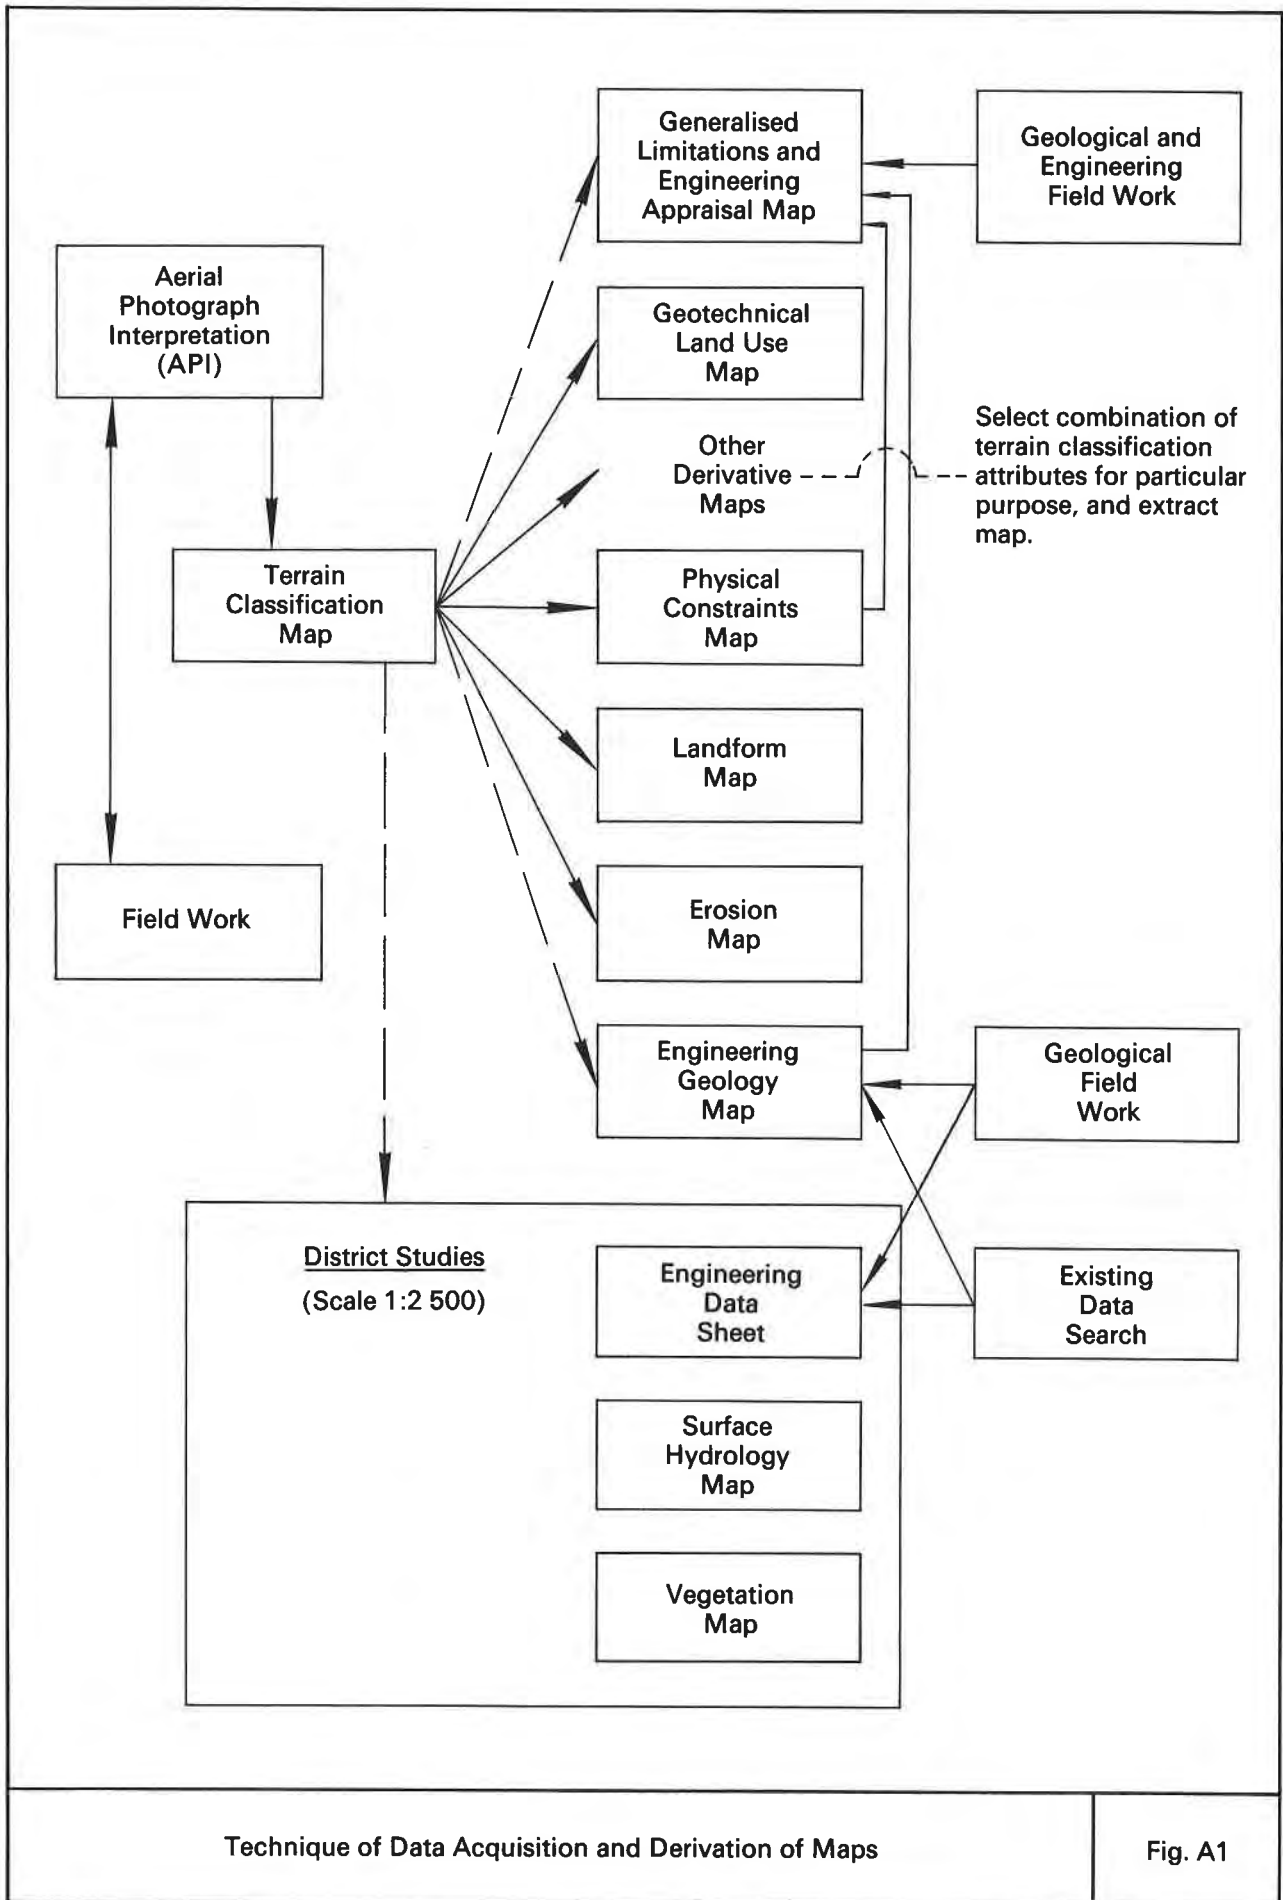 Generalised
Limitations and
Engineering
Appraisal Map
Geological and
Engineering
Field Work
Aerial
Photograph
Interpretation
(API)
Geotechnical
Land Use
Map
Other
Derivative
Maps
Select combination of
terrain classification
attributes for particular
purpose, and extract
map.
Terrain
Classification
Map
Physical
Constraints
Map
Landform
Map
Field Work
Erosion
Map
Engineering
Geology
Map
Geological
Field
Work
District Studies
(Scale 1:2 500)
Engineering
Data
Sheet
Existing
Data
Search
Surface
Hydrology
Map
Vegetation
Map
Technique of Data Acquisition and Derivation of Maps
Fig. A1